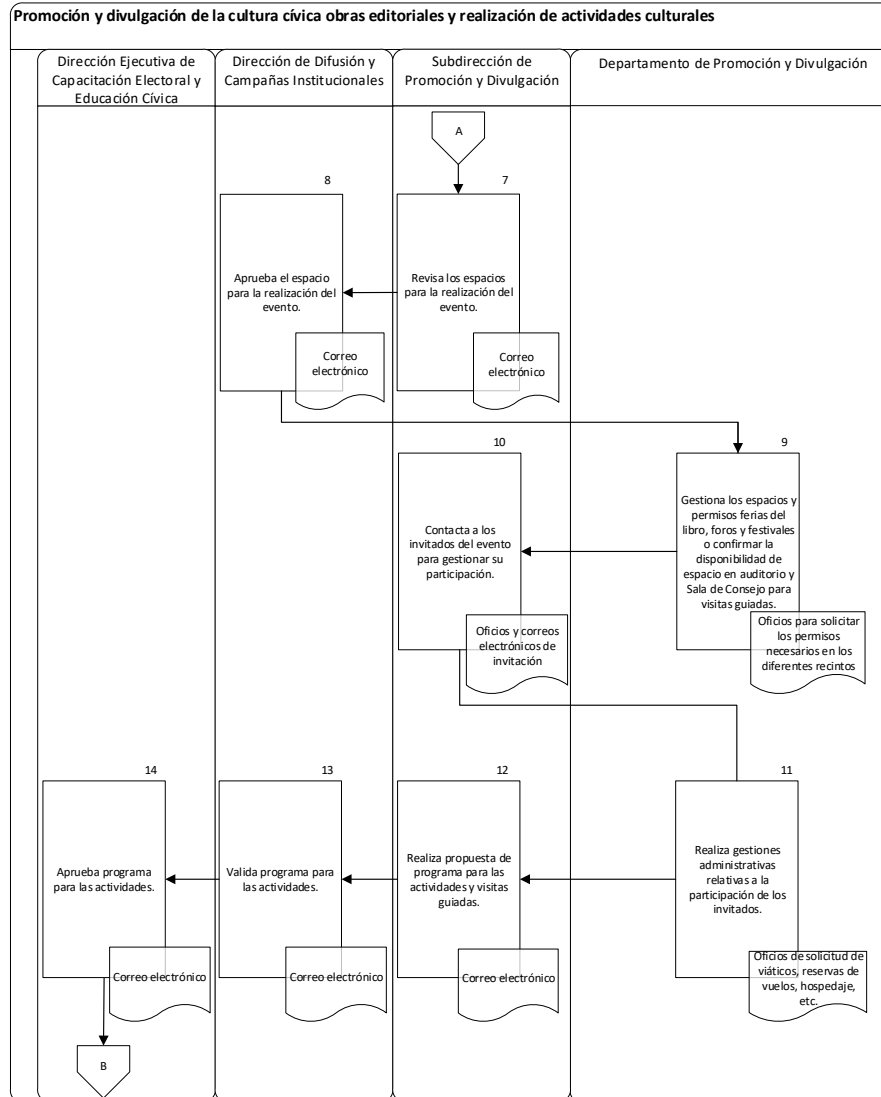 Promoción y divulgación de la cultura cívica obras editoriales y realización de actividades culturales
Dirección Ejecutiva de
Capacitación Electoral y
Educación Cívica
Dirección de Difusión y
Campañas Institucionales
Subdirección de
Promoción y Divulgación
Departamento de Promoción y Divulgación
A
8
Aprueba el espacio
para la realización del
evento.
Correo
electrónico
7
Revisa los espacios
para la realización del
evento.
Correo
electrónico
10
Contacta a los
invitados del evento
para gestionar su
participación.
Oficios y correos
electrónicos de
invitación
9
Gestiona los espacios y
permisos ferias del
libro, foros y festivales
o confirmar la
disponibilidad de
espacio en auditorio y
Sala de Consejo para
visitas guiadas.
Oficios para solicitar
los permisos
necesarios en los
diferentes recintos
14
Aprueba programa
para las actividades.
Correo electrónico
13
Valida programa para
las actividades.
Correo electrónico
12
Realiza propuesta de
programa para las
actividades y visitas
guiadas.
Correo electrónico
11
Realiza gestiones
administrativas
relativas a la
participación de los
invitados.
Oficios de solicitud de
viáticos, reservas de
vuelos, hospedaje,
etc.
B